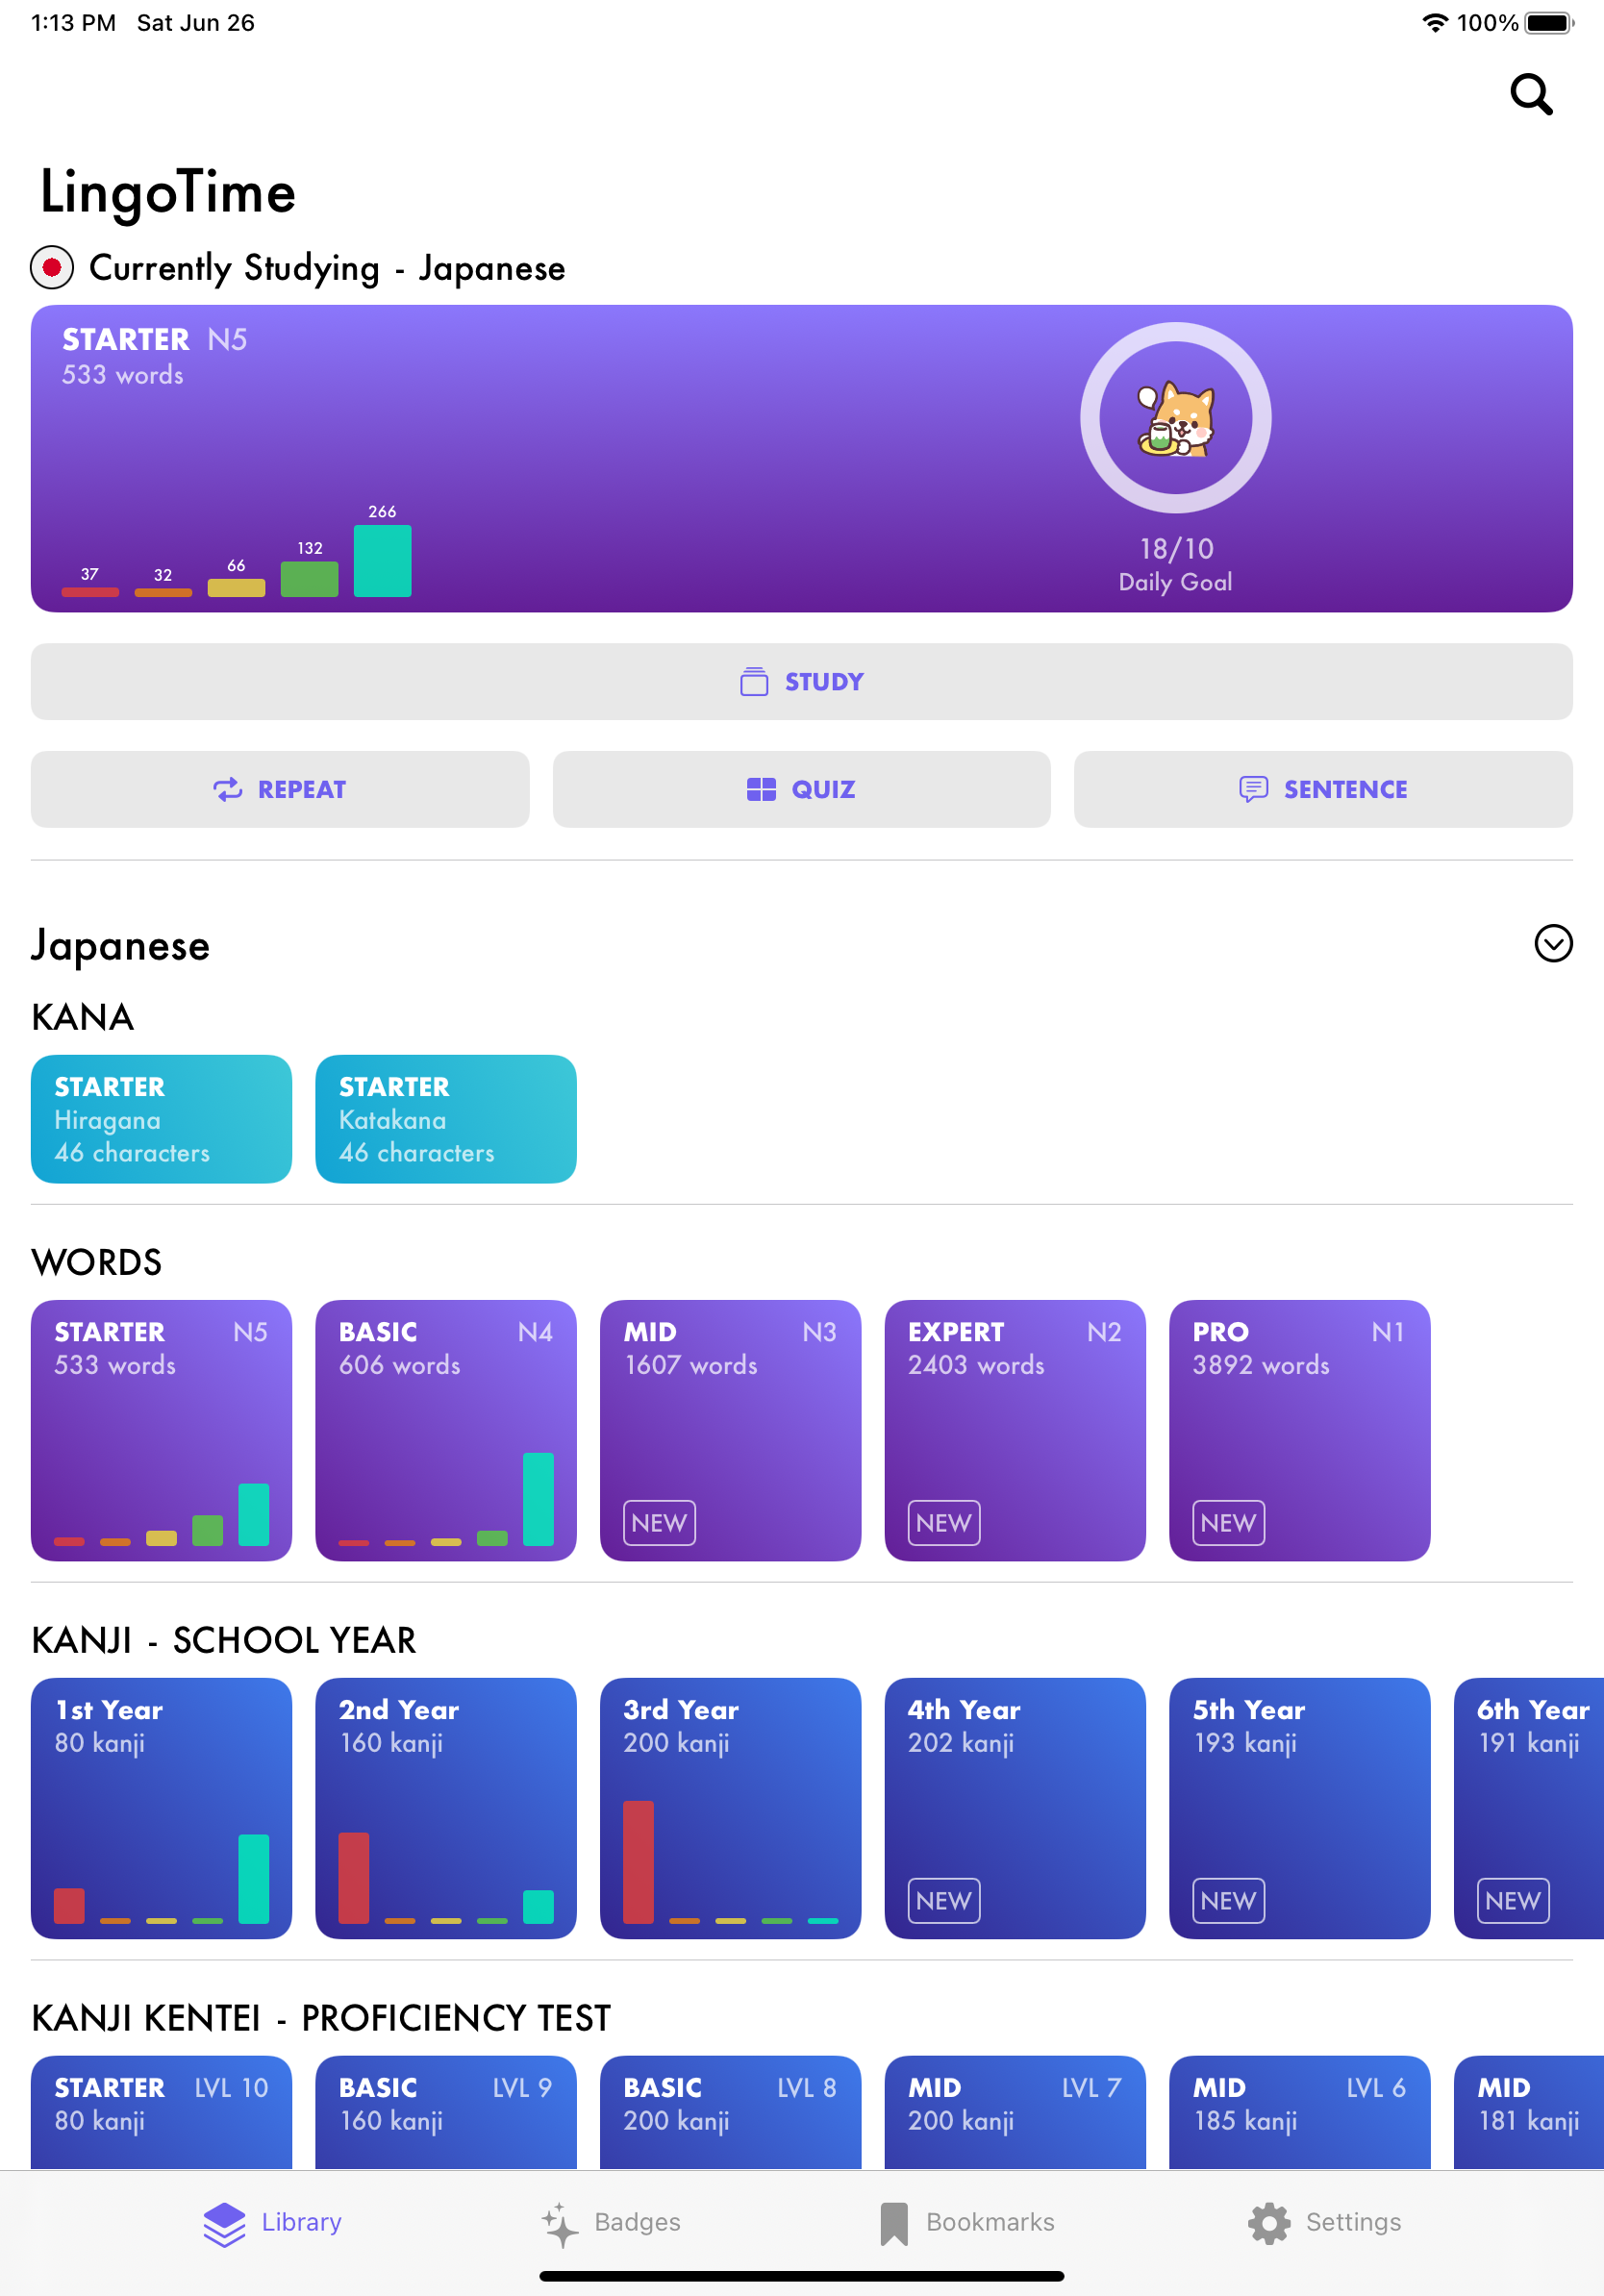 1:13 PM Sat Jun 26 100%
LingoTime
Currently Studying - Japanese
STARTER N5
533 words
37 32 66 132 266
18/10
Daily Goal
STUDY
REPEAT QUIZ SENTENCE
Japanese
KANA
STARTER
Hiragana
46 characters
STARTER
Katakana
46 characters
WORDS
STARTER N5
533 words
BASIC N4
606 words
MID N3
1607 words
NEW
EXPERT N2
2403 words
NEW
PRO N1
3892 words
NEW
KANJI - SCHOOL YEAR
1st Year
80 kanji
2nd Year
160 kanji
3rd Year
200 kanji
4th Year
202 kanji
NEW
5th Year
193 kanji
NEW
6th Year
191 kanji
NEW
KANJI KENTEI - PROFICIENCY TEST
STARTER LVL 10
80 kanji
BASIC LVL 9
160 kanji
BASIC LVL 8
200 kanji
MID LVL 7
200 kanji
MID LVL 6
185 kanji
MID
181 kanji
Library Badges Bookmarks Settings